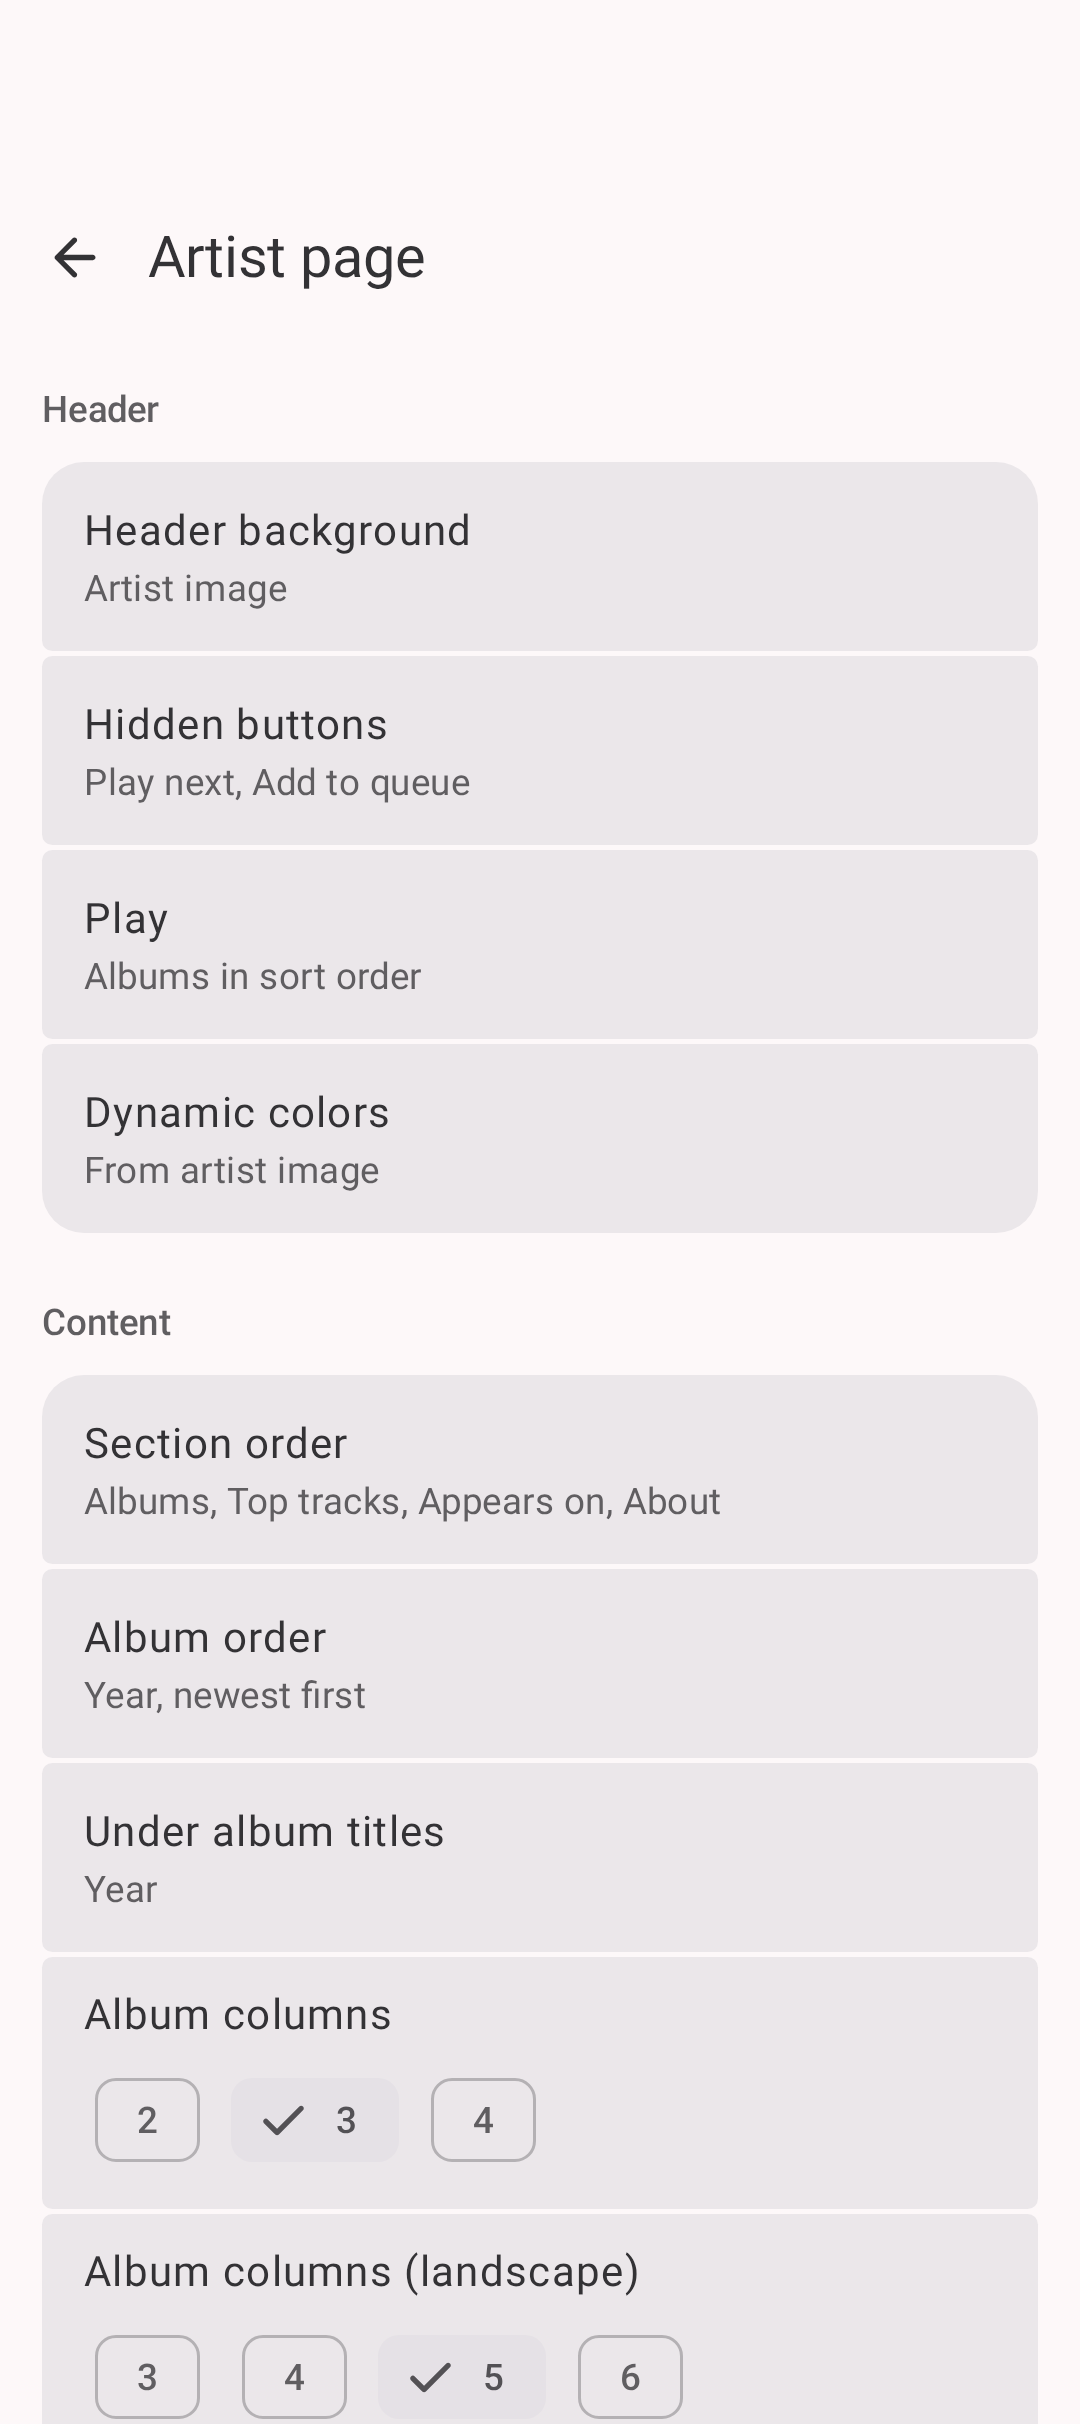 Artist page
Header
Header background
Artist image
Hidden buttons
Play next, Add to queue
Play
Albums in sort order
Dynamic colors
From artist image
Content
Section order
Albums, Top tracks, Appears on, About
Album order
Year, newest first
Under album titles
Year
Album columns
2 3 4
Album columns (landscape)
3 4 5 6